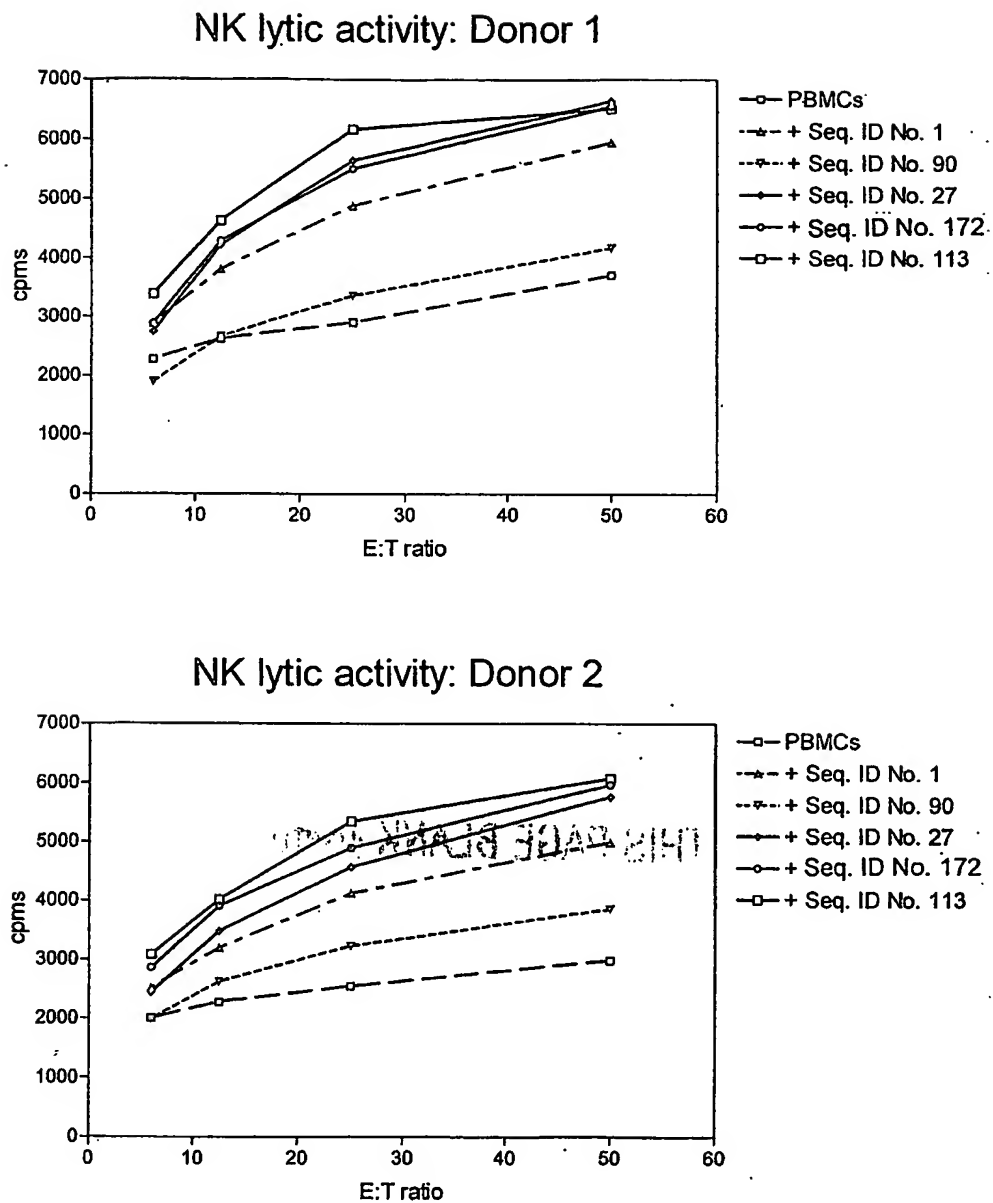 NK lytic activity: Donor 1
7000
6000
5000
4000
3000
2000
1000
0
cpms
0 10 20 30 40 50 60
E:T ratio
PBMCs
+ Seq. ID No. 1
+ Seq. ID No. 90
+ Seq. ID No. 27
+ Seq. ID No. 172
+ Seq. ID No. 113
NK lytic activity: Donor 2
7000
6000
5000
4000
3000
2000
1000
0
cpms
0 10 20 30 40 50 60
E:T ratio
PBMCs
+ Seq. ID No. 1
+ Seq. ID No. 90
+ Seq. ID No. 27
+ Seq. ID No. 172
+ Seq. ID No. 113